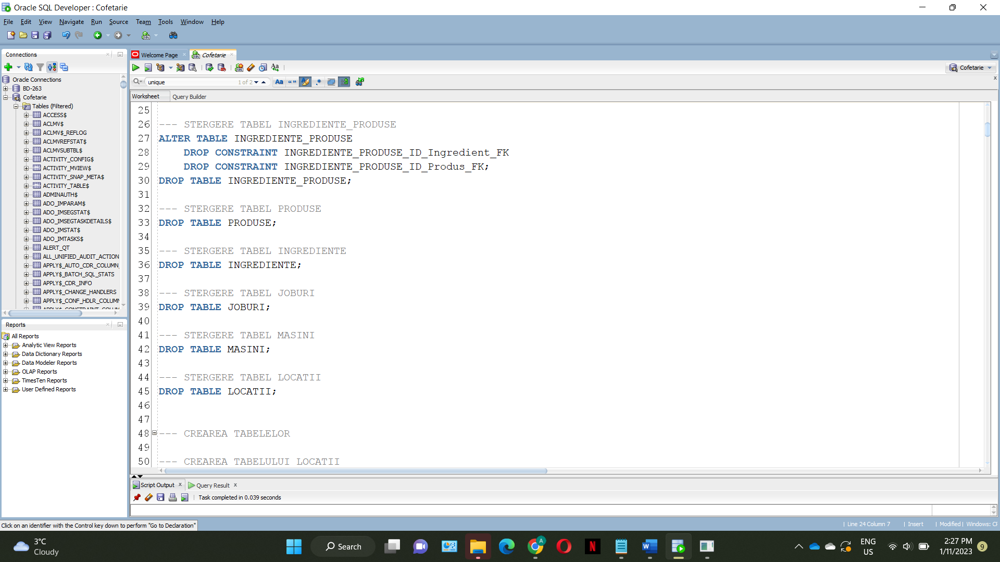 Oracle SQL Developer : Cofetarie
File Edit View Navigate Run Source Team Tools Window Help
Connections
Oracle Connections
BD-263
Cofetarie
Tables (Filtered)
ACCESS$
ACLMV$
ACLMV$_REFLOG
ACLMVREFSTAT$
ACLMVSUBTBL$
ACTIVITY_CONFIG$
ACTIVITY_MVIEW$
ACTIVITY_SNAP_META$
ACTIVITY_TABLE$
ADMINAUTH$
ADO_IMPARAM$
ADO_IMSEGSTAT$
ADO_IMSEGTASKDETAILS$
ADO_IMSTAT$
ADO_IMTASKS$
ALERT_QT
ALL_UNIFIED_AUDIT_ACTION
APPLY$_AUTO_CDR_COLUMN_
APPLY$_BATCH_SQL_STATS
APPLY$_CDR_INFO
APPLY$_CHANGE_HANDLERS
APPLY$_CONF_HDLR_COLUMN
APPLY$_CONSTRAINT_COLUM
Reports
All Reports
Analytic View Reports
Data Dictionary Reports
Data Modeler Reports
OLAP Reports
TimesTen Reports
User Defined Reports
Welcome Page Cofetarie
Cofetarie
unique 1 of 2
Worksheet Query Builder
25
26 --- STERGERE TABEL INGREDIENTE_PRODUSE
27 ALTER TABLE INGREDIENTE_PRODUSE
28 DROP CONSTRAINT INGREDIENTE_PRODUSE_ID_Ingredient_FK
29 DROP CONSTRAINT INGREDIENTE_PRODUSE_ID_Produs_FK;
30 DROP TABLE INGREDIENTE_PRODUSE;
31
32 --- STERGERE TABEL PRODUSE
33 DROP TABLE PRODUSE;
34
35 --- STERGERE TABEL INGREDIENTE
36 DROP TABLE INGREDIENTE;
37
38 --- STERGERE TABEL JOBURI
39 DROP TABLE JOBURI;
40
41 --- STERGERE TABEL MASINI
42 DROP TABLE MASINI;
43
44 --- STERGERE TABEL LOCATII
45 DROP TABLE LOCATII;
46
47
48 --- CREAREA TABELELOR
49
50 --- CREAREA TABELULUI LOCATII
Script Output Query Result
Task completed in 0.039 seconds
Click on an identifier with the Control key down to perform "Go to Declaration"
Line 24 Column 7 | Insert | Modified | Windows: CF
3°C
Cloudy
Search
ENG
US
2:27 PM
1/11/2023
9